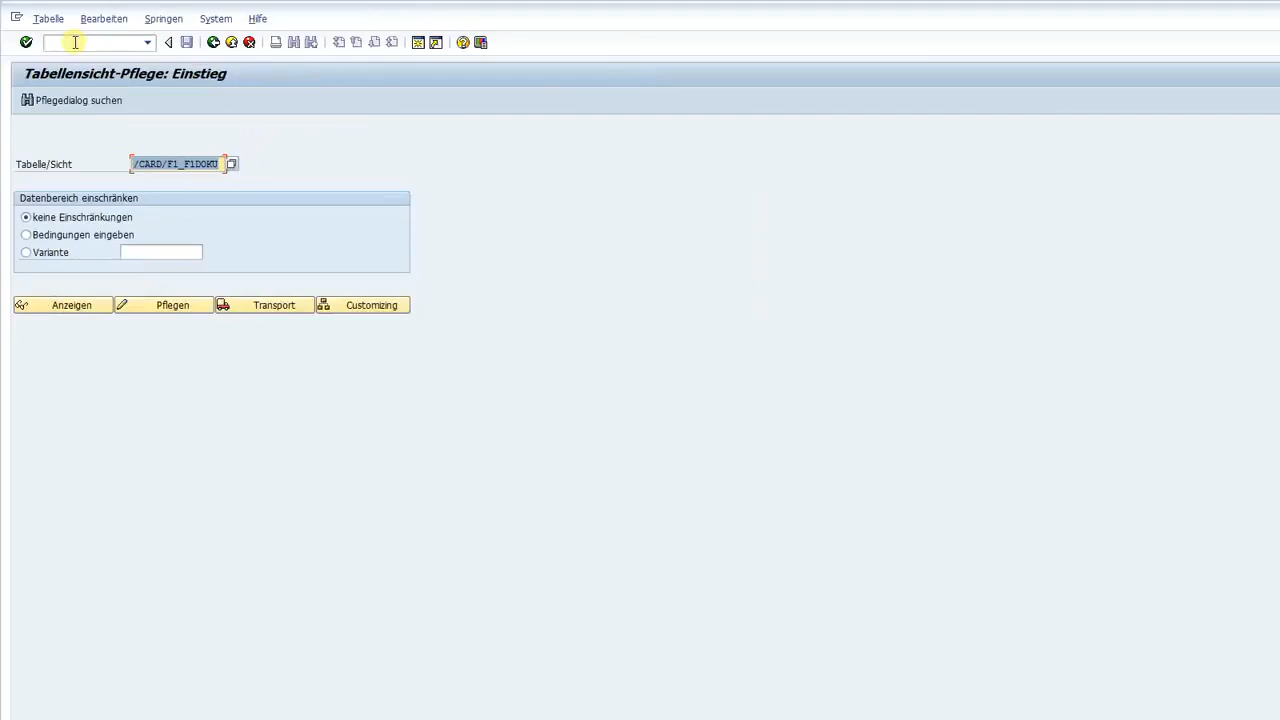 Tabelle Bearbeiten Springen System Hilfe
Tabellensicht-Pflege: Einstieg
Pflegedialog suchen
Tabelle/Sicht /CARD/F1_F1DOKU
Datenbereich einschränken
keine Einschränkungen
Bedingungen eingeben
Variante
Anzeigen Pflegen Transport Customizing